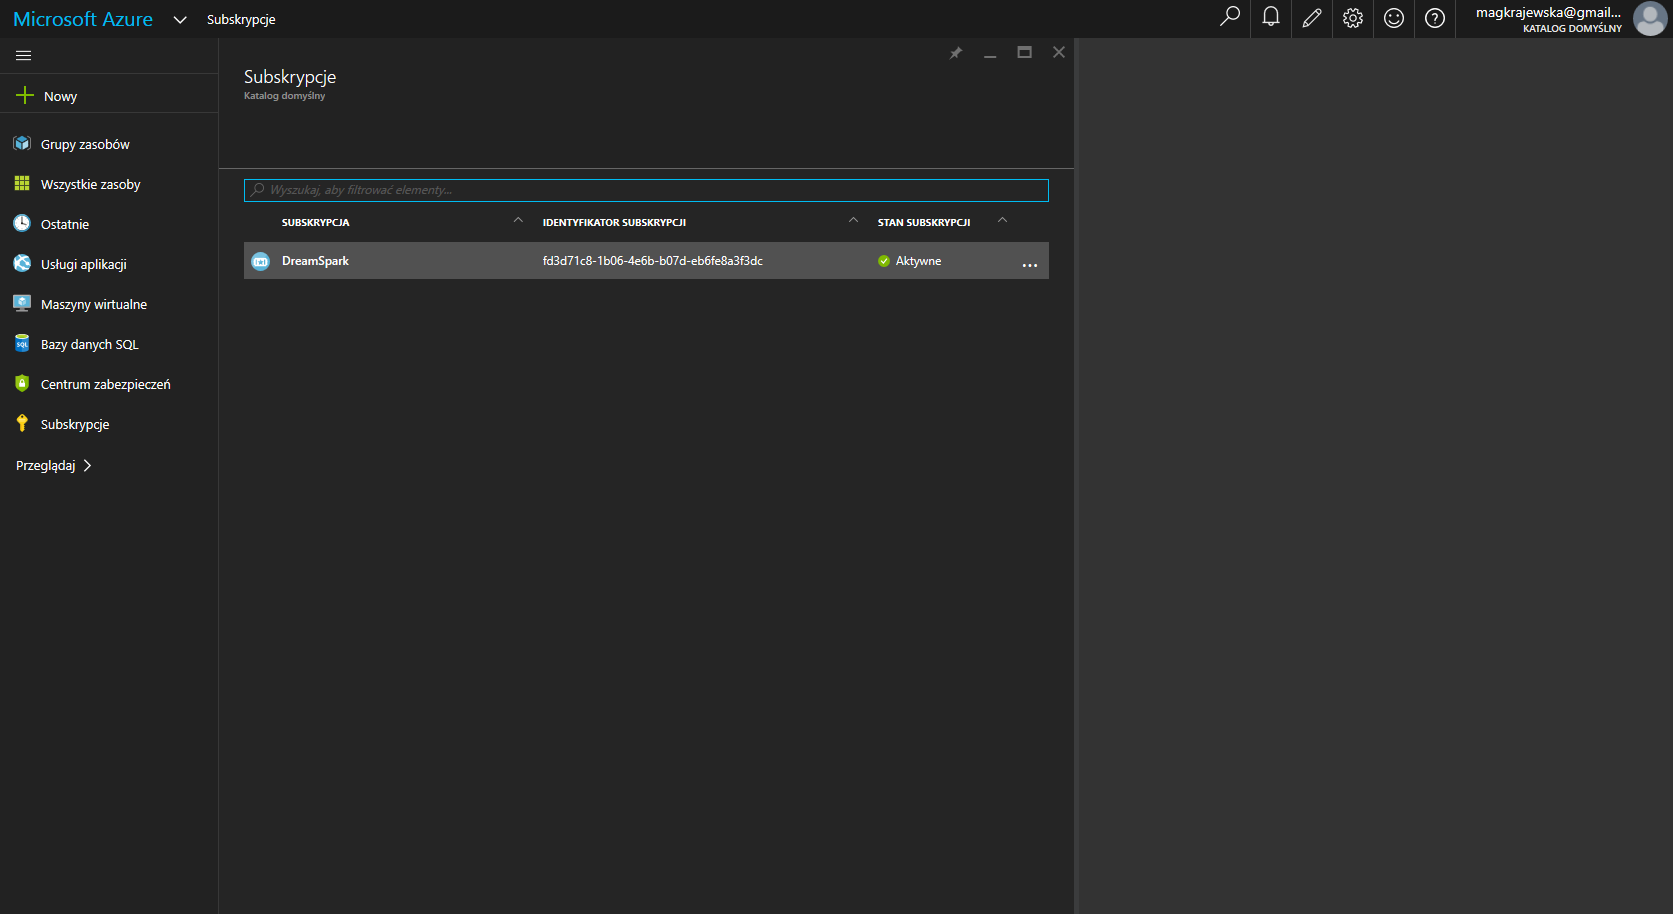 Microsoft Azure
Subskrypcje
magkrajewska@gmail...
KATALOG DOMYŚLNY
Nowy
Grupy zasobów
Wszystkie zasoby
Ostatnie
Usługi aplikacji
Maszyny wirtualne
SQL
Bazy danych SQL
Centrum zabezpieczeń
Subskrypcje
Przeglądaj
Subskrypcje
Katalog domyślny
Wyszukaj, aby filtrować elementy...
SUBSKRYPCJA IDENTYFIKATOR SUBSKRYPCJI STAN SUBSKRYPCJI
DreamSpark fd3d71c8-1b06-4e6b-b07d-eb6fe8a3f3dc Aktywne ...